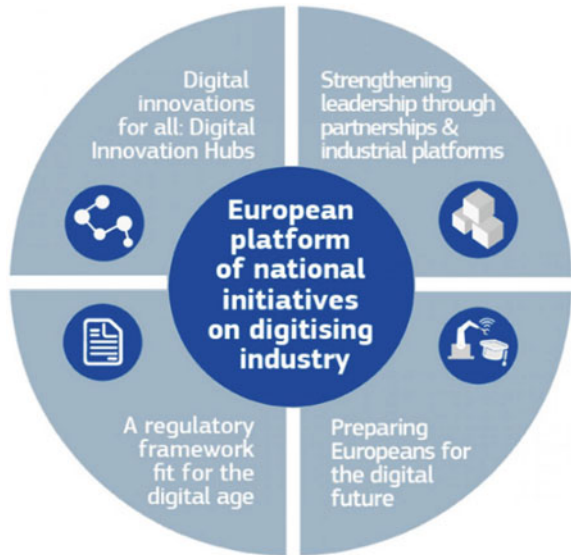 Digital
innovations
for all: Digital
Innovation Hubs
Strengthening
leadership through
partnerships &
industrial platforms
European
platform
of national
initiatives
on digitising
industry
A regulatory
framework
fit for the
digital age
Preparing
Europeans for
the digital
future